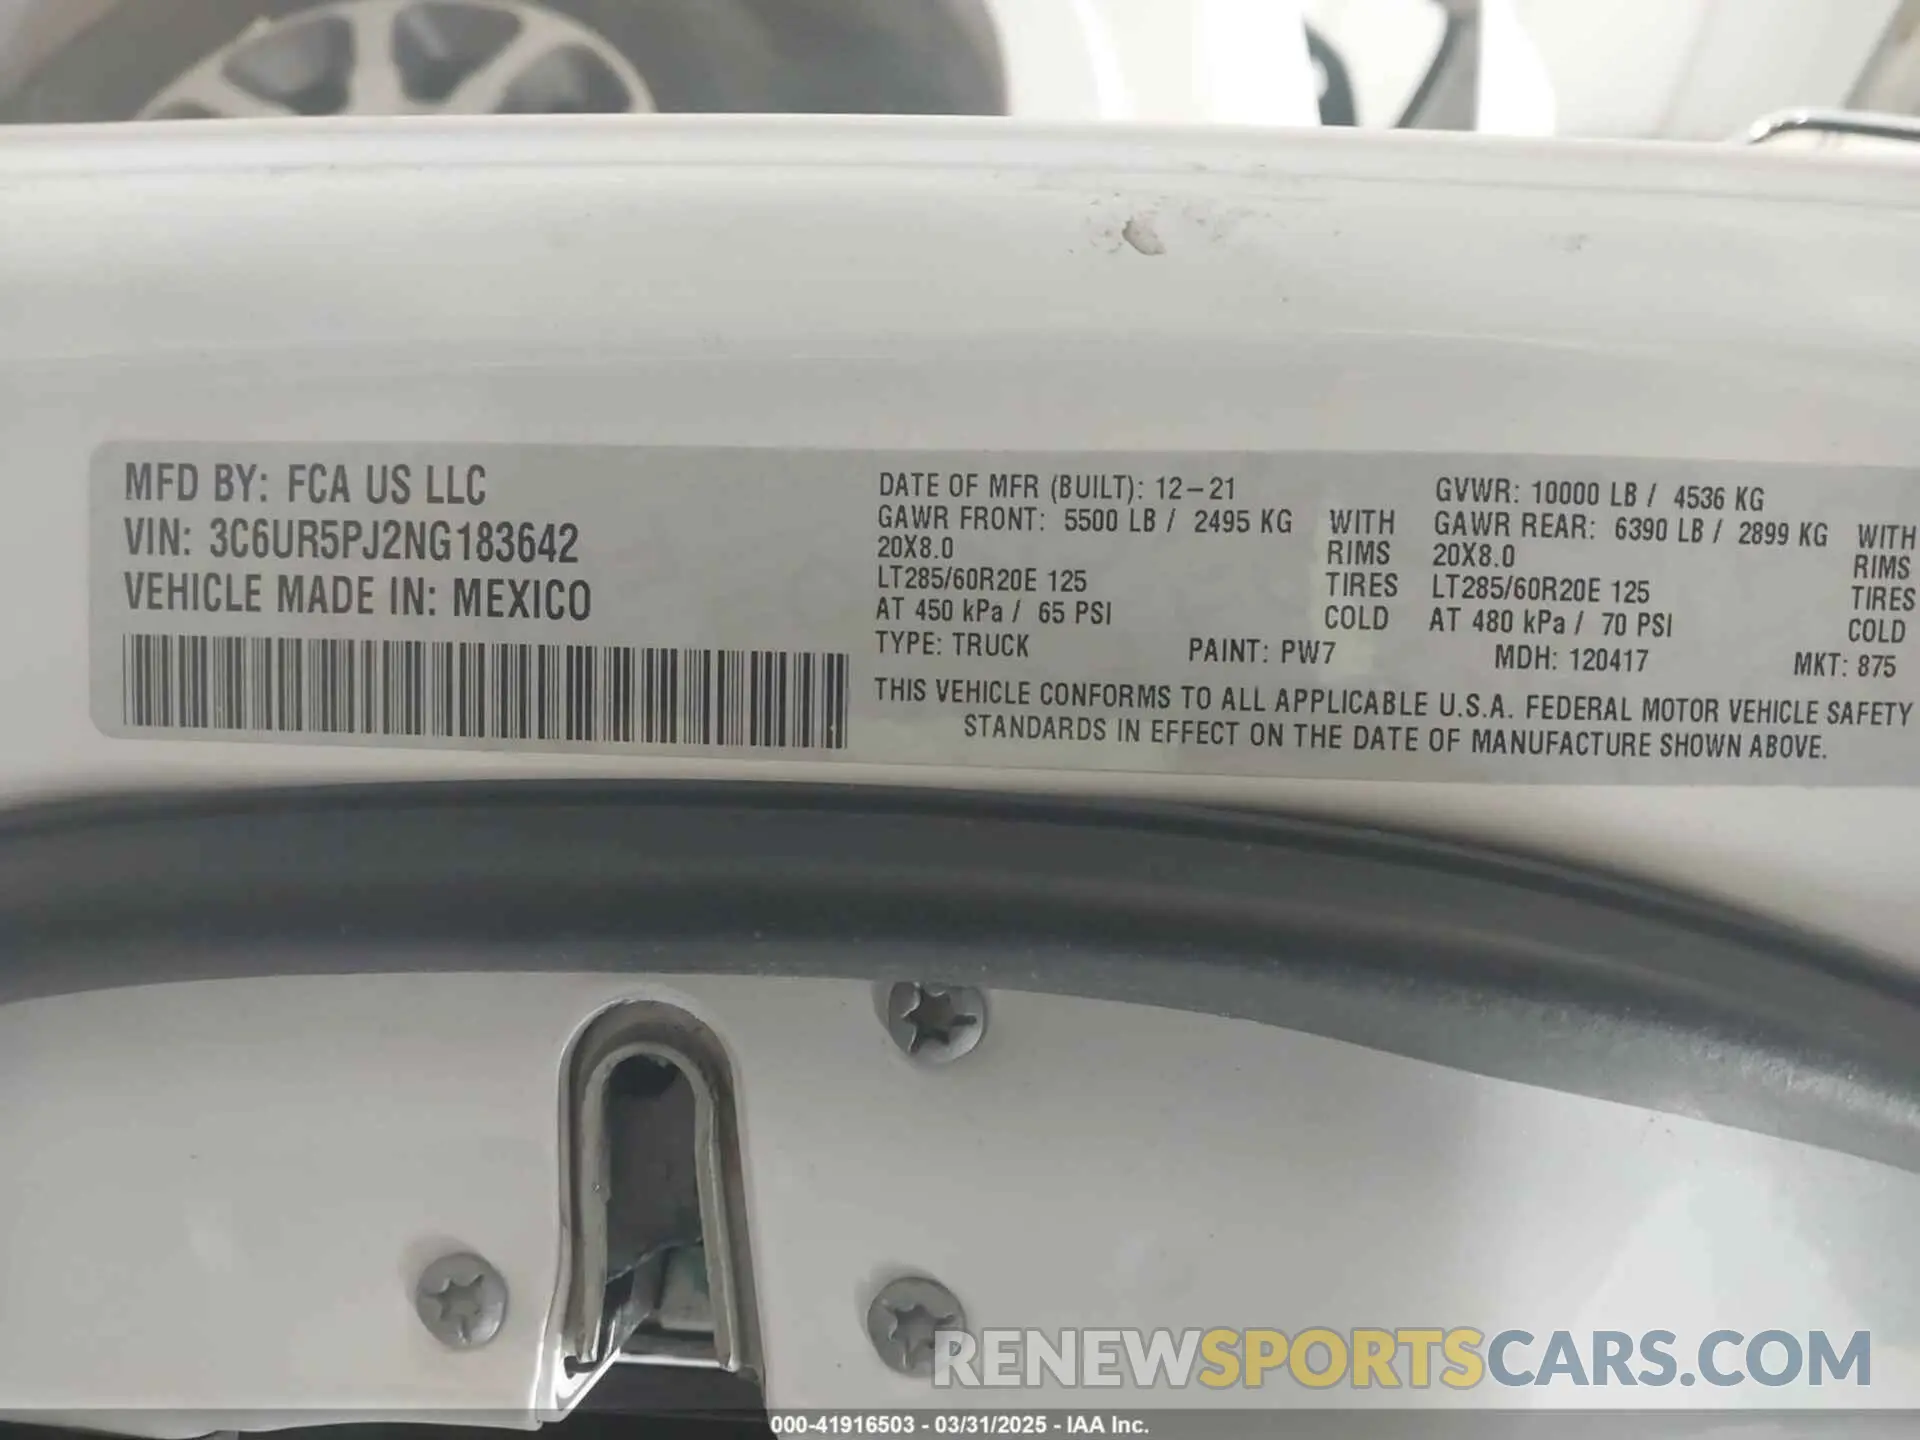 MFD BY: FCA US LLC
VIN: 3C6UR5PJ2NG183642
VEHICLE MADE IN: MEXICO
DATE OF MFR (BUILT): 12-21
GAWR FRONT: 5500 LB / 2495 KG WITH
20X8.0 RIMS
LT285/60R20E 125 TIRES
AT 450 kPa / 65 PSI COLD
TYPE: TRUCK PAINT: PW7
GVWR: 10000 LB / 4536 KG
GAWR REAR: 6390 LB / 2899 KG WITH
20X8.0 RIMS
LT285/60R20E 125 TIRES
AT 480 kPa / 70 PSI COLD
MDH: 120417 MKT: 875
THIS VEHICLE CONFORMS TO ALL APPLICABLE U.S.A. FEDERAL MOTOR VEHICLE SAFETY
STANDARDS IN EFFECT ON THE DATE OF MANUFACTURE SHOWN ABOVE.
RENEWSPORTSCARS.COM
000-41916503 - 03/31/2025 - IAA Inc.